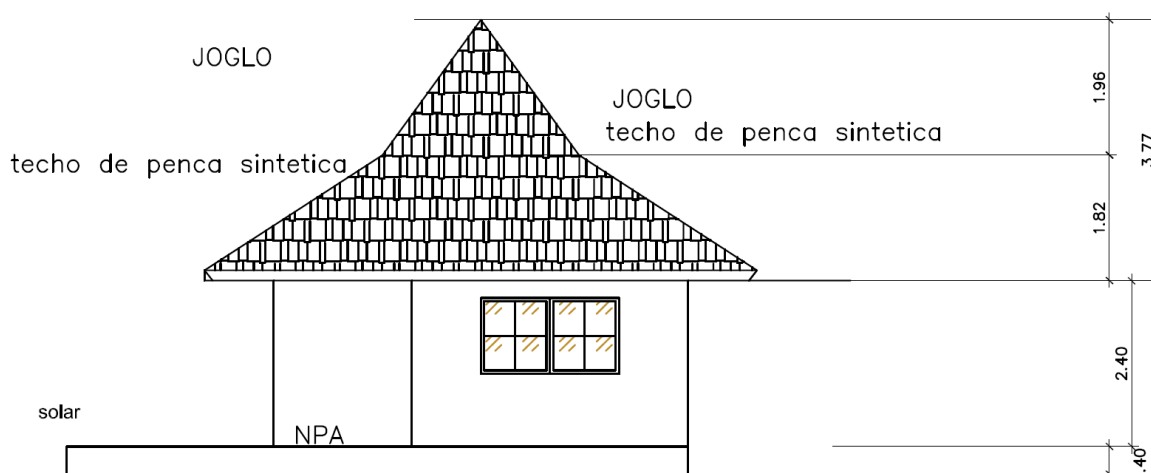 JOGLO
JOGLO
techo de penca sintetica
techo de penca sintetica
1.96
3.77
1.82
2.40
solar
NPA
.40